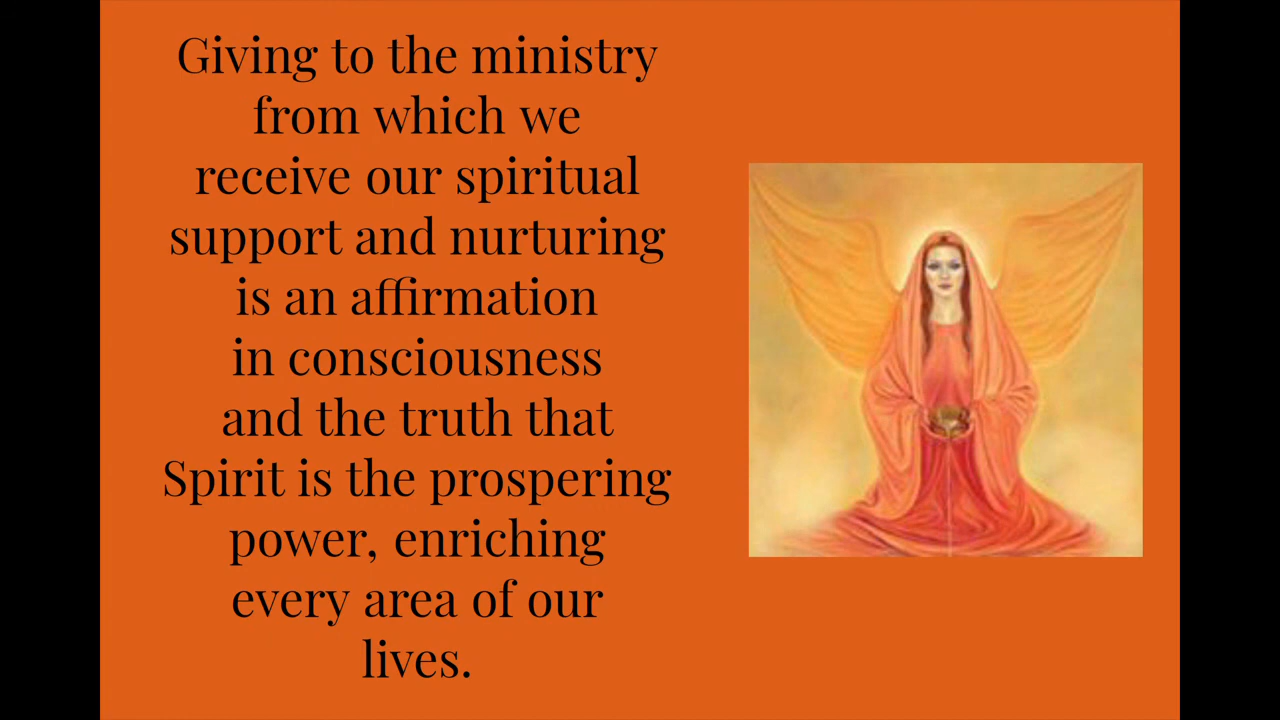 Giving to the ministry
from which we
receive our spiritual
support and nurturing
is an affirmation
in consciousness
and the truth that
Spirit is the prospering
power, enriching
every area of our
lives.